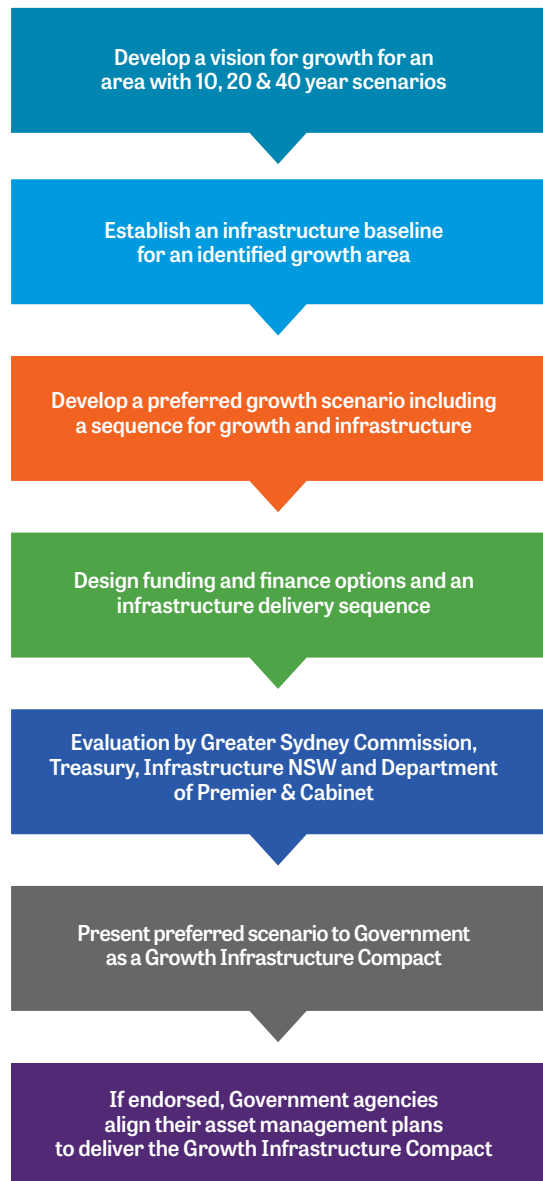 Develop a vision for growth for an
area with 10, 20 & 40 year scenarios
Establish an infrastructure baseline
for an identified growth area
Develop a preferred growth scenario including
a sequence for growth and infrastructure
Design funding and finance options and an
infrastructure delivery sequence
Evaluation by Greater Sydney Commission,
Treasury, Infrastructure NSW and Department
of Premier & Cabinet
Present preferred scenario to Government
as a Growth Infrastructure Compact
If endorsed, Government agencies
align their asset management plans
to deliver the Growth Infrastructure Compact